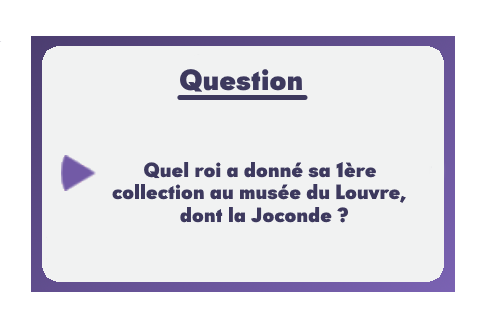 Question
Quel roi a donné sa 1ère
collection au musée du Louvre,
dont la Joconde ?